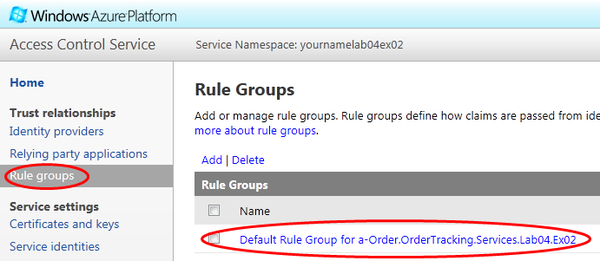 Windows Azure Platform
Access Control Service
Service Namespace: yournamelab04ex02
Home
Trust relationships
Identity providers
Relying party applications
Rule groups
Service settings
Certificates and keys
Service identities
Rule Groups
Add or manage rule groups. Rule groups define how claims are passed from ide
more about rule groups.
Add | Delete
Rule Groups
Name
Default Rule Group for a-Order.OrderTracking.Services.Lab04.Ex02